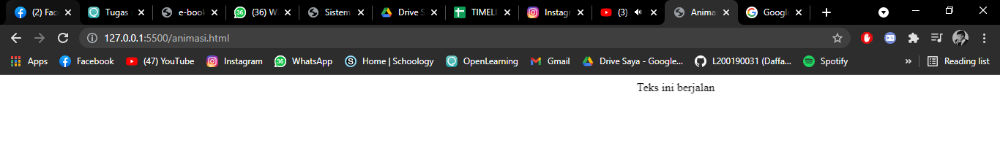 (2) Fac
Tugas
e-book
(36) W
Sistem
Drive S
TIMELI
Instagr
(3)
Anima
Google
127.0.0.1:5500/animasi.html
Apps
Facebook
(47) YouTube
Instagram
36
WhatsApp
Home | Schoology
OpenLearning
Gmail
Drive Saya - Google...
L200190031 (Daffa...
Spotify
»
Reading list
Teks ini berjalan